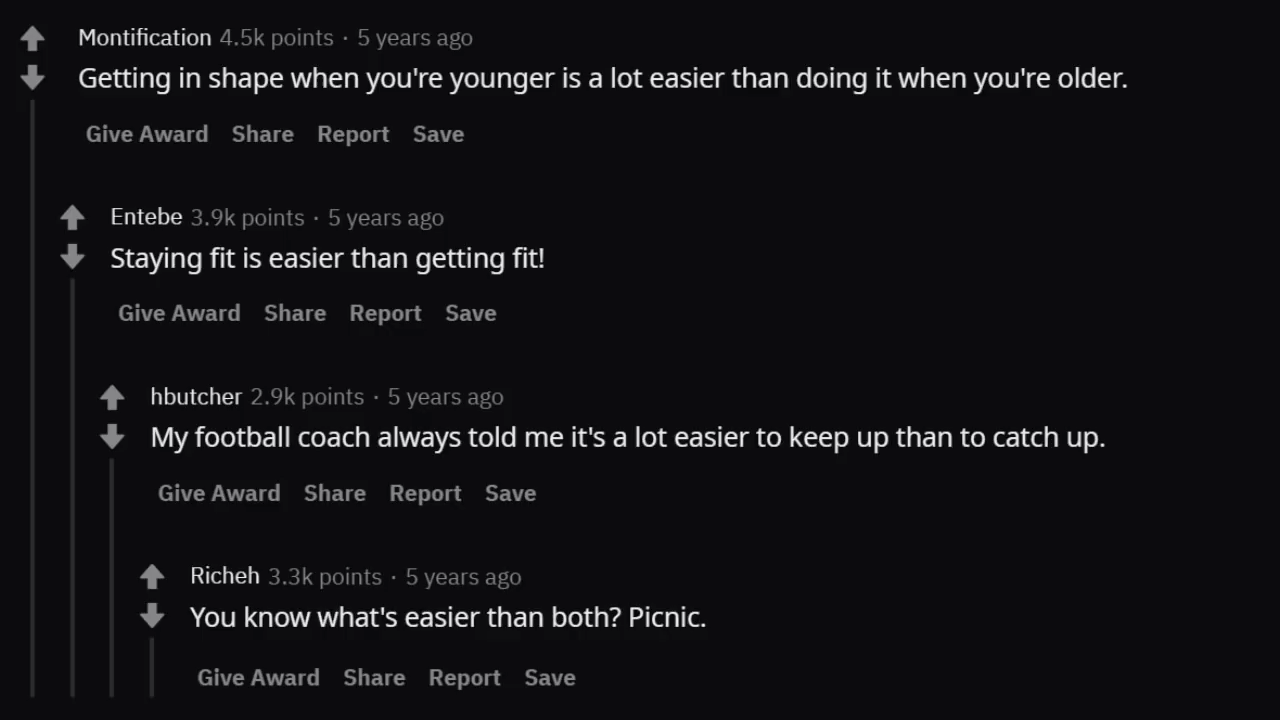 Montification 4.5k points · 5 years ago
Getting in shape when you're younger is a lot easier than doing it when you're older.
Give Award Share Report Save
Entebe 3.9k points · 5 years ago
Staying fit is easier than getting fit!
Give Award Share Report Save
hbutcher 2.9k points · 5 years ago
My football coach always told me it's a lot easier to keep up than to catch up.
Give Award Share Report Save
Richeh 3.3k points · 5 years ago
You know what's easier than both? Picnic.
Give Award Share Report Save